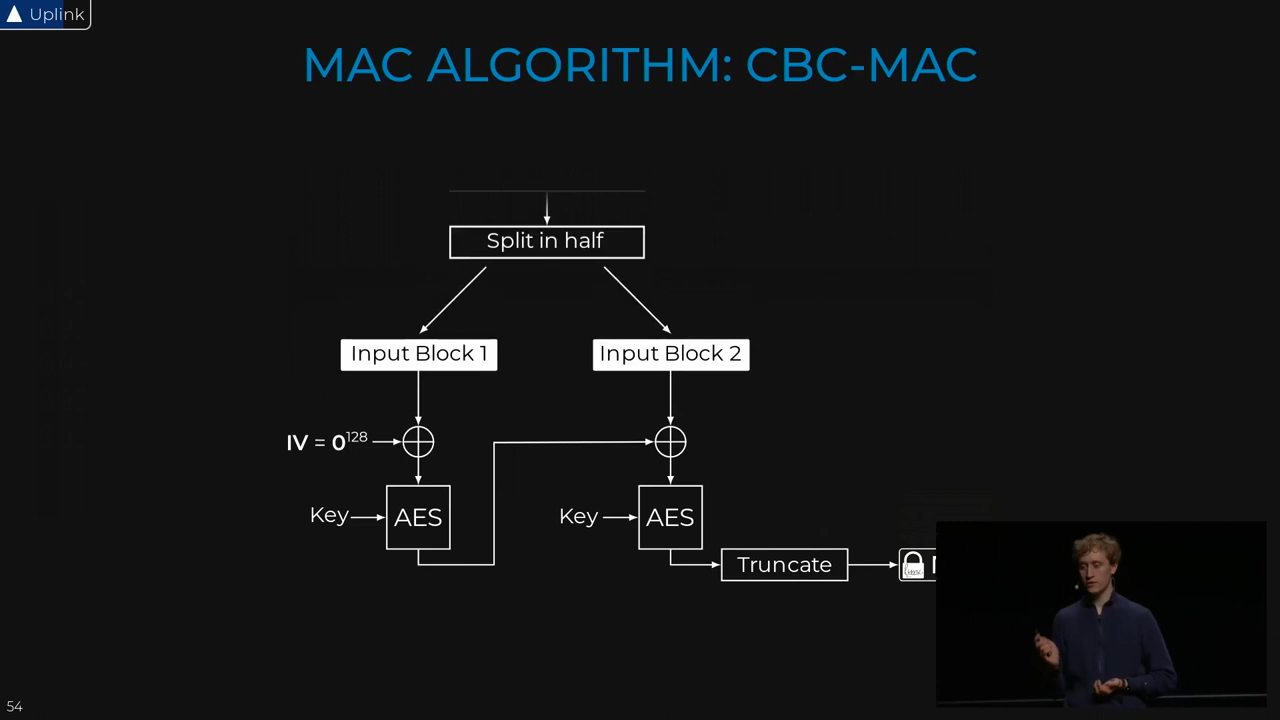 Uplink
MAC ALGORITHM: CBC-MAC
Split in half
Input Block 1
Input Block 2
IV = 0¹²⁸
Key
AES
Key
AES
Truncate
54